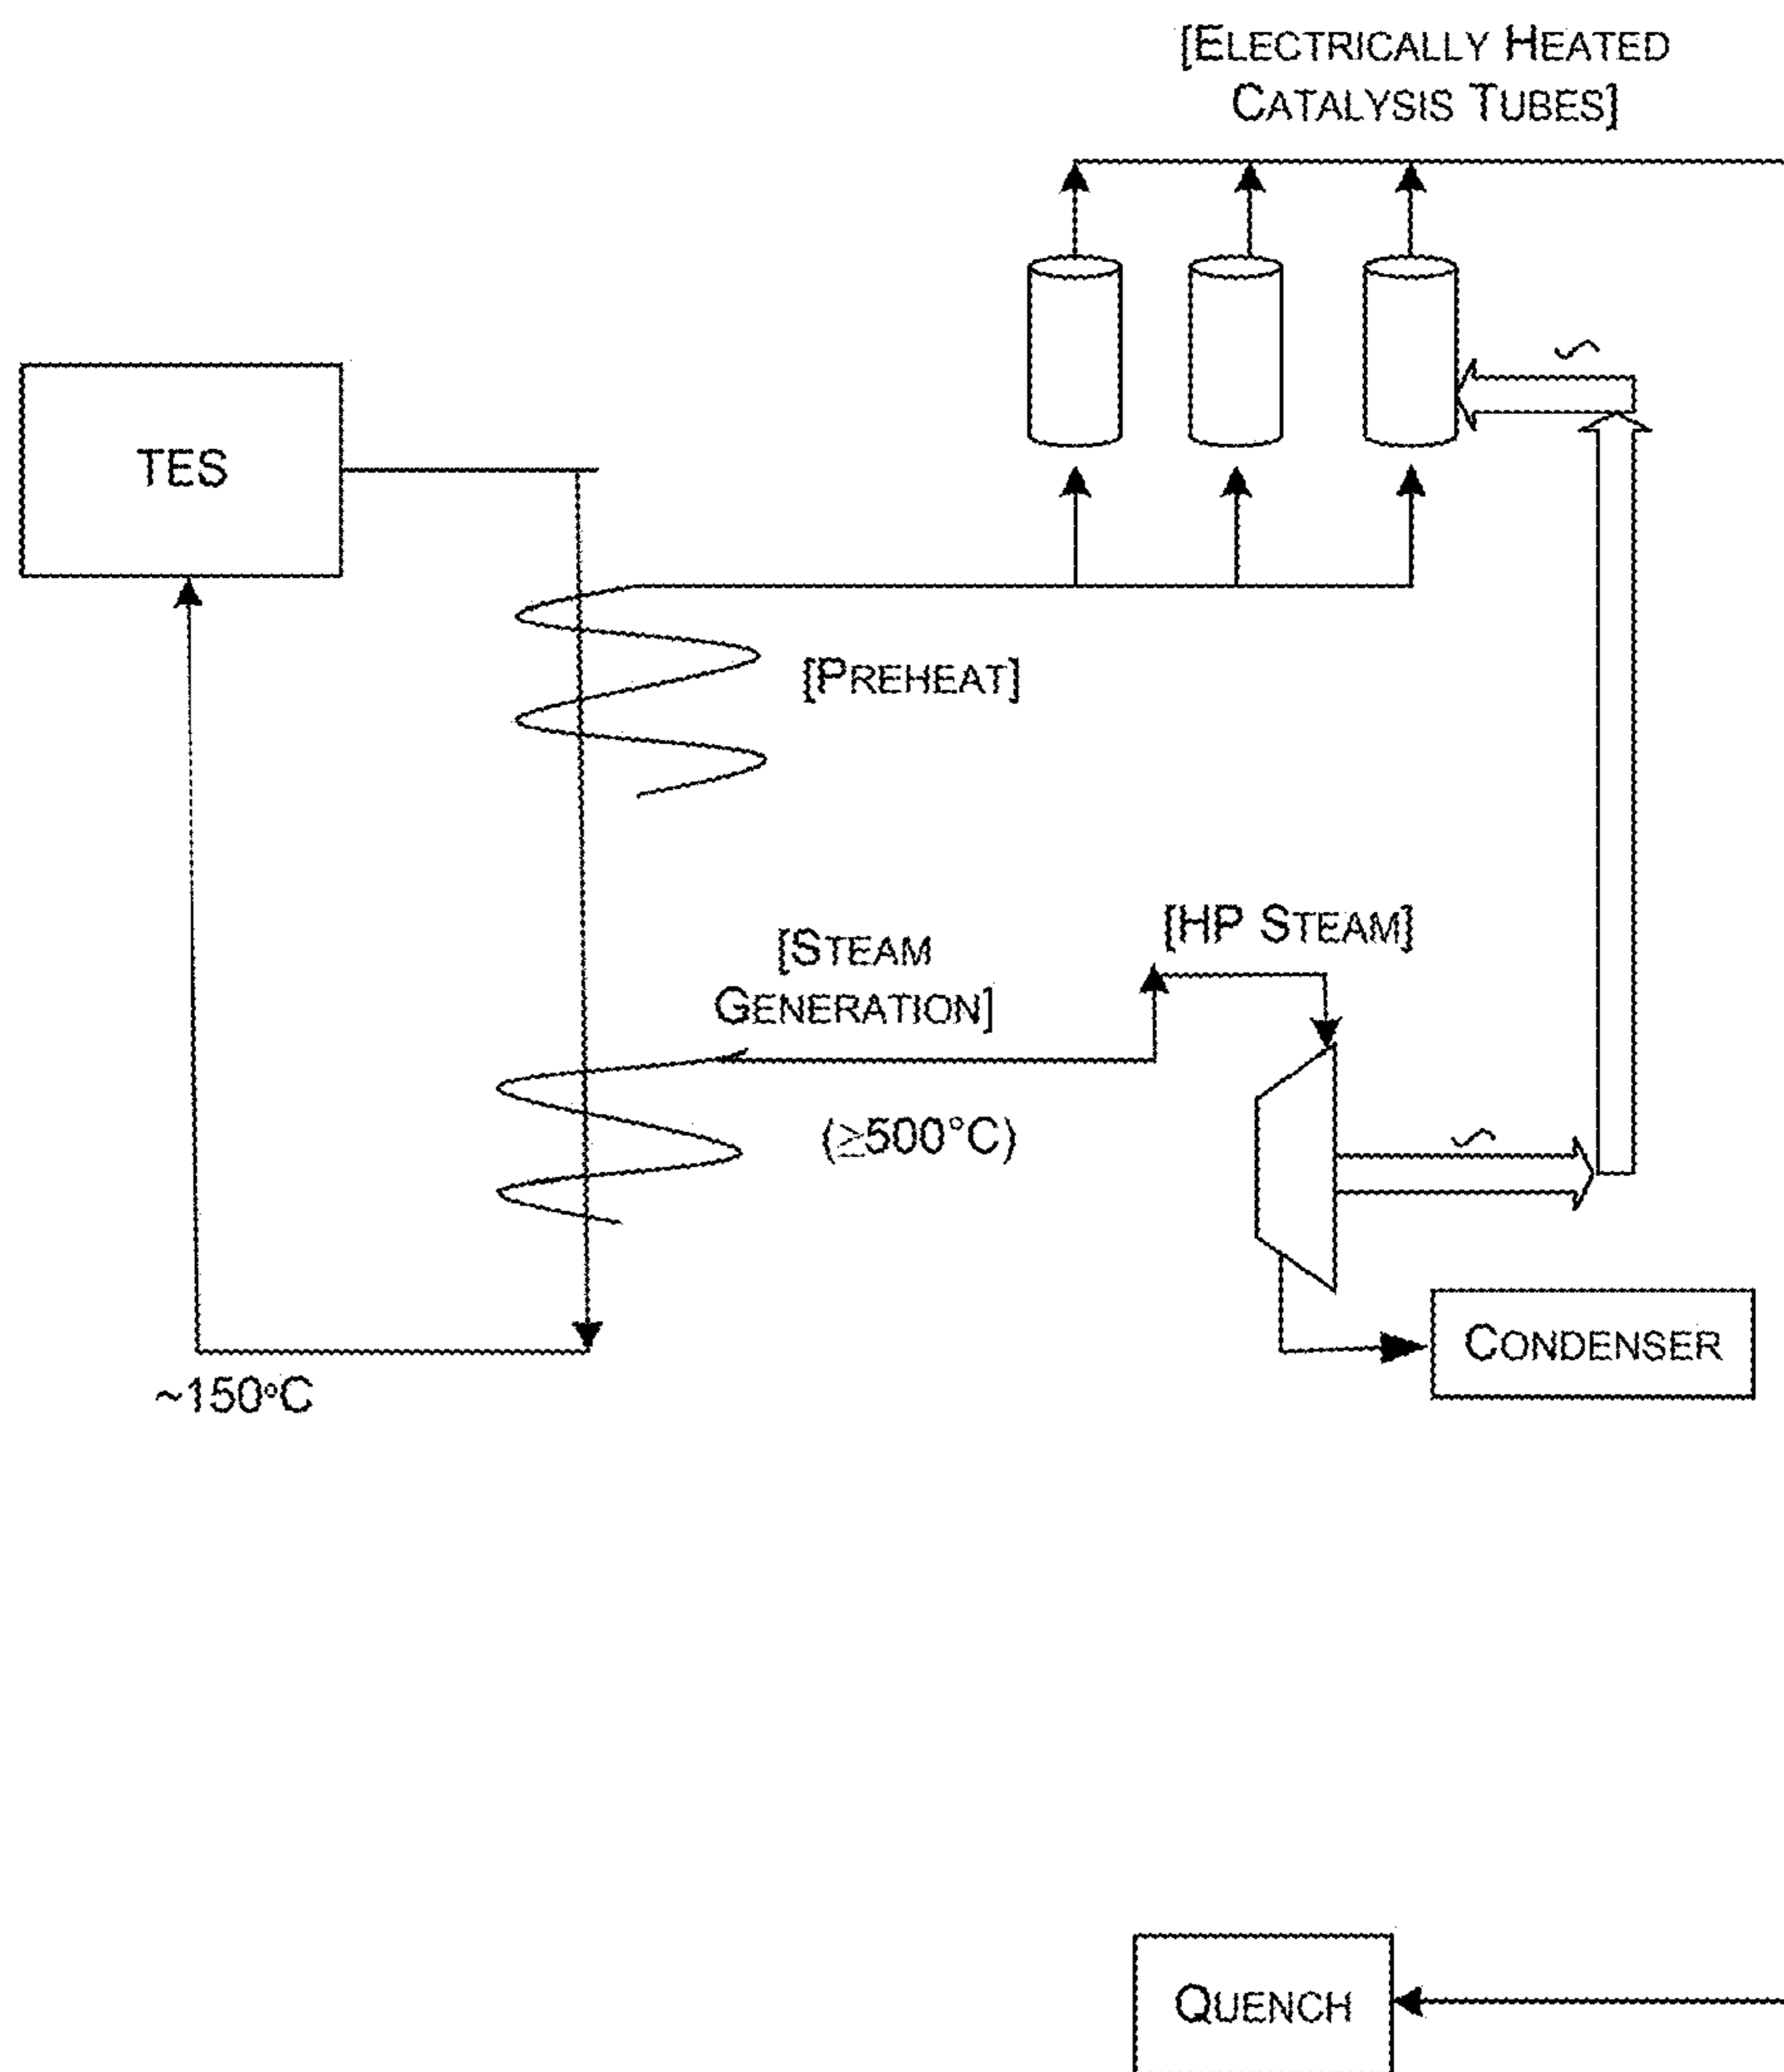 [ELECTRICALLY HEATED
CATALYSIS TUBES]
TES
[PREHEAT]
[HP STEAM]
[STEAM
GENERATION]
(≥500°C)
CONDENSER
~150°C
QUENCH